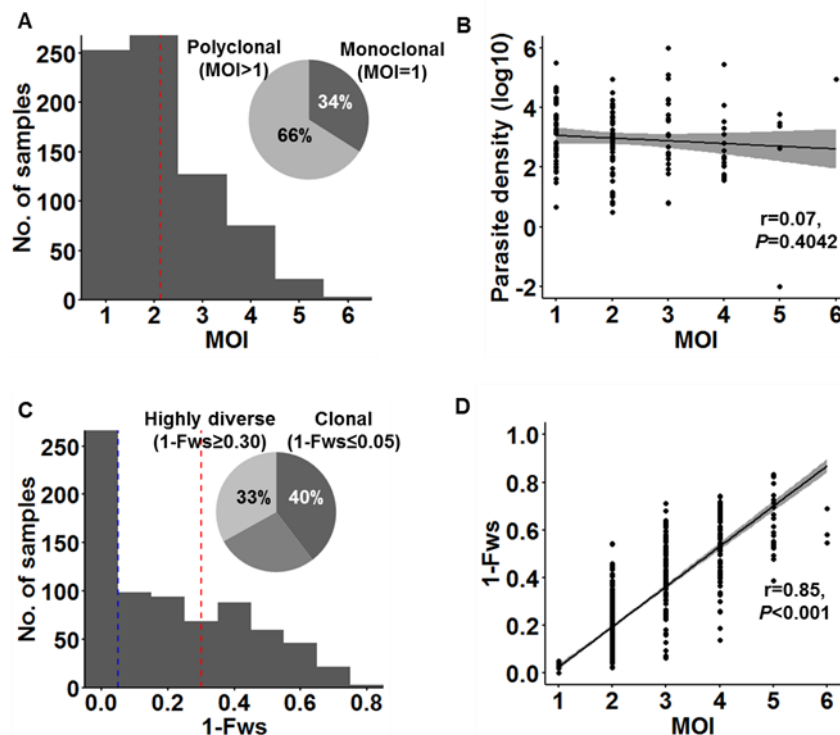 A
Polyclonal
(MOI>1)
Monoclonal
(MOI=1)
34%
66%
No. of samples
250
200
150
100
50
0
1 2 3 4 5 6
MOI
B
Parasite density (log10)
6
4
2
0
-2
r=0.07,
P=0.4042
1 2 3 4 5 6
MOI
C
Highly diverse
(1-Fws≥0.30)
Clonal
(1-Fws≤0.05)
33%
40%
No. of samples
250
200
150
100
50
0
0.0 0.2 0.4 0.6 0.8
1-Fws
D
1-Fws
1.0
0.8
0.6
0.4
0.2
0.0
r=0.85,
P<0.001
1 2 3 4 5 6
MOI